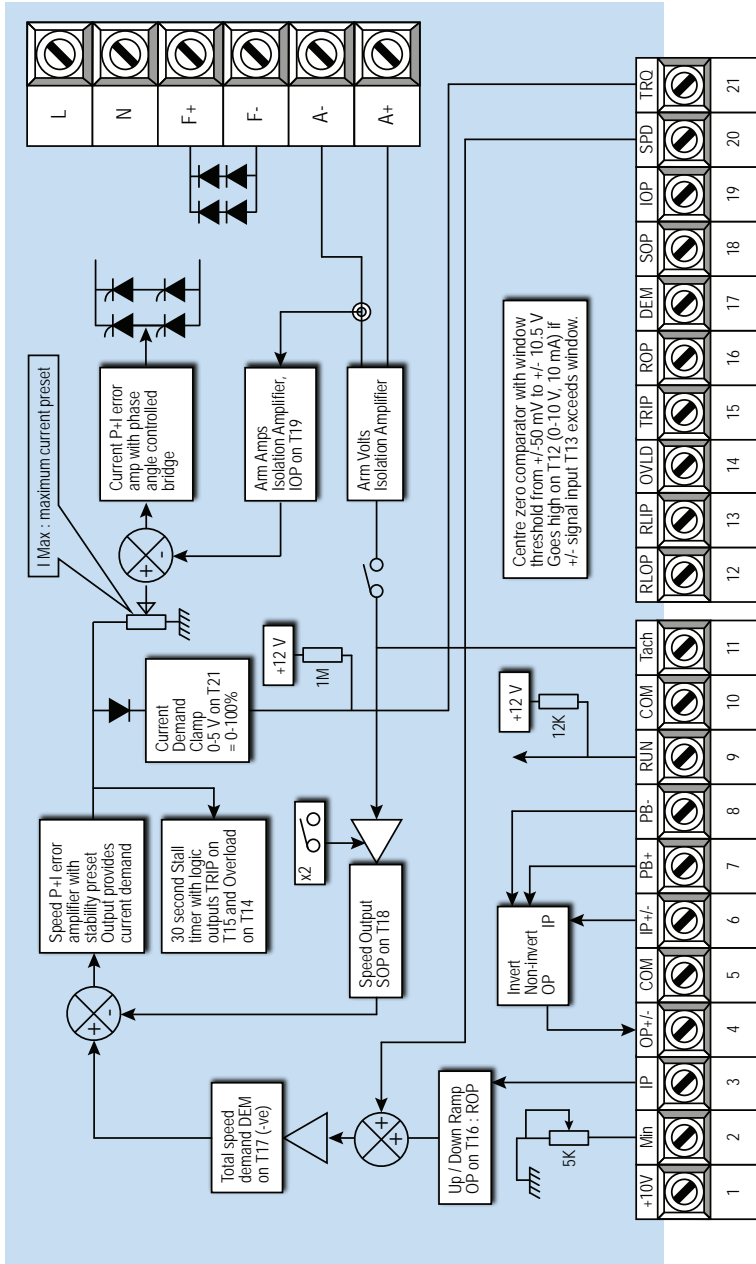 L
N
F+
F-
A-
A+
I Max : maximum current preset
Speed P+I error
amplifier with
stability preset
Output provides
current demand
Current P+I error
amp with phase
angle controlled
bridge
30 second Stall
timer with logic
outputs TRIP on
T15 and Overload
on T14
Current
Demand
Clamp
0-5 V on T21
= 0-100%
+12 V
1M
Arm Amps
Isolation Amplifier,
IOP on T19
Arm Volts
Isolation Amplifier
+
-
+
-
x2
Speed Output
SOP on T18
Total speed
demand DEM
on T17 (-ve)
+
+
Up / Down Ramp
OP on T16 : ROP
5K
Invert
Non-invert
OP
IP
+12 V
12K
Centre zero comparator with window
threshold from +/-50 mV to +/- 10.5 V
Goes high on T12 (0-10 V, 10 mA) if
+/- signal input T13 exceeds window.
+10V
Min
IP
OP+/-
COM
IP+/-
PB+
PB-
RUN
COM
Tach
RLOP
RLIP
OVLD
TRIP
ROP
DEM
SOP
IOP
SPD
TRQ
1
2
3
4
5
6
7
8
9
10
11
12
13
14
15
16
17
18
19
20
21